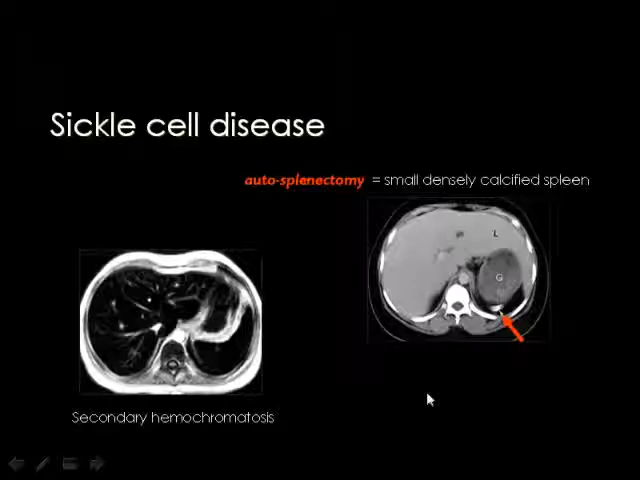 Sickle cell disease
auto-splenectomy = small densely calcified spleen
L
G
Secondary hemochromatosis